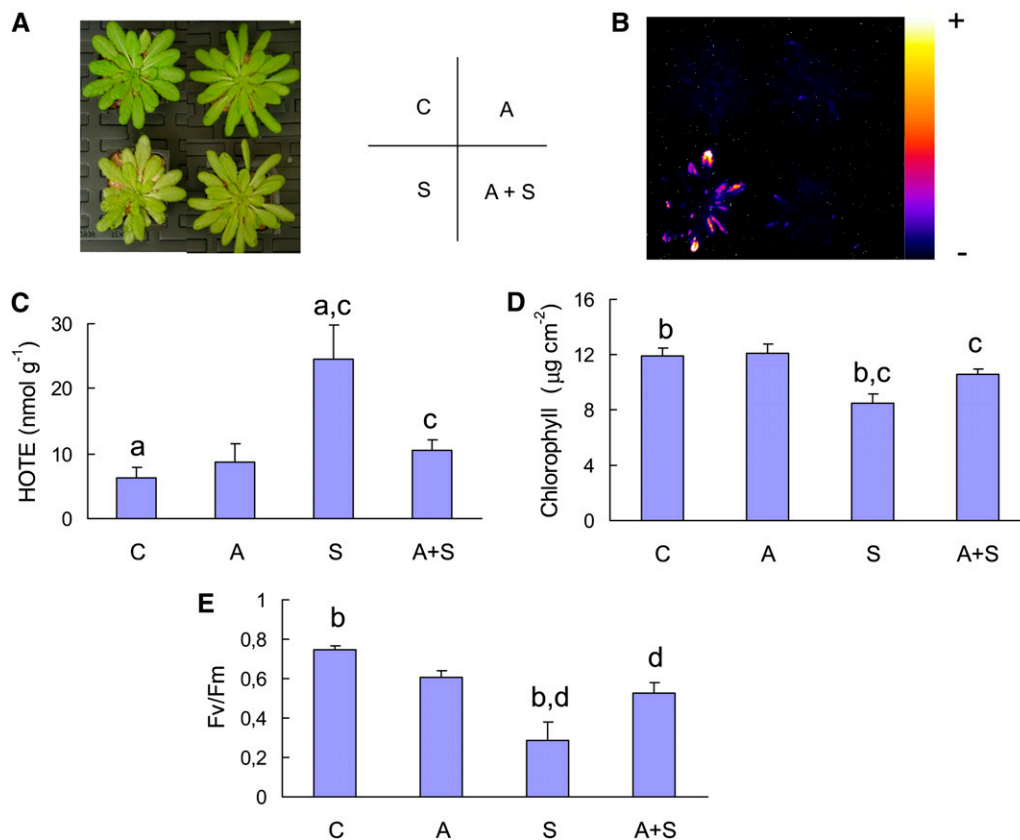 A
C
A
S
A + S
B
+
-
C
HOTE (nmol g⁻¹)
30
20
10
0
a
a,c
c
C
A
S
A+S
D
Chlorophyll (μg cm⁻²)
16
12
8
4
0
b
b,c
c
C
A
S
A+S
E
Fv/Fm
1
0,8
0,6
0,4
0,2
0
b
b,d
d
C
A
S
A+S